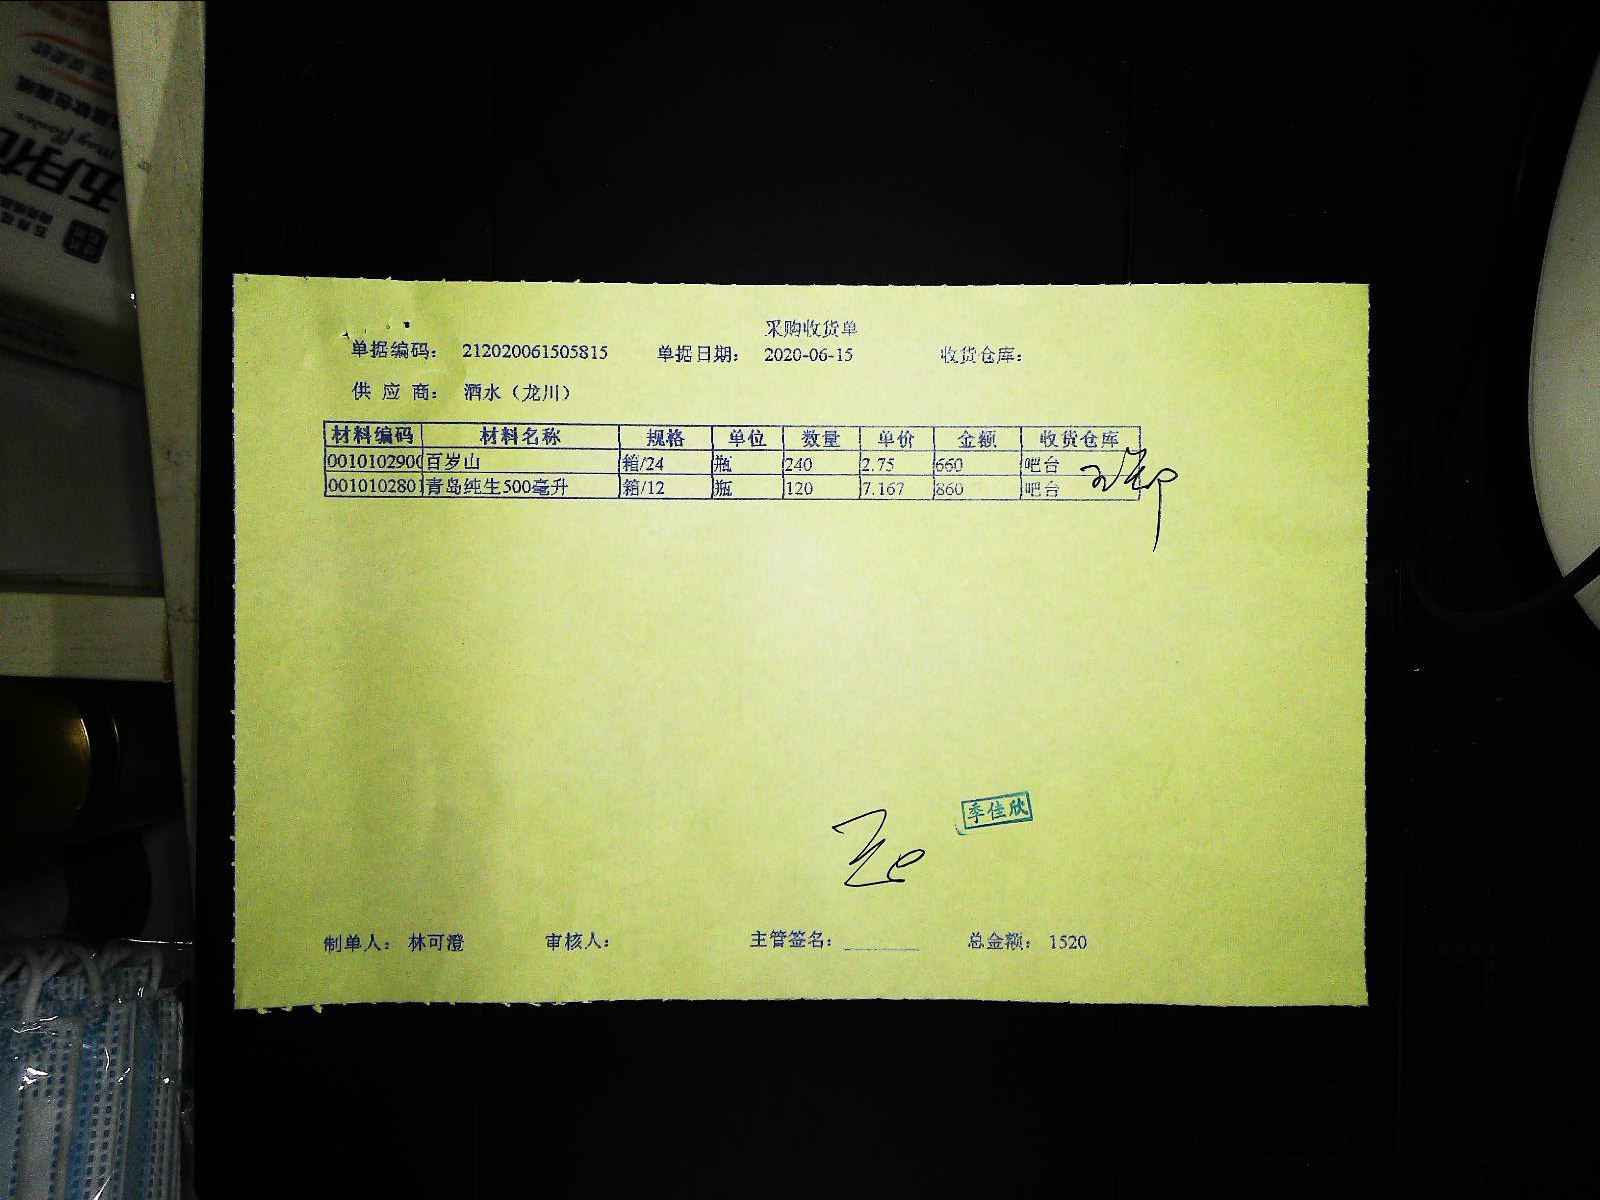 采购收货单
单据编码： 212020061505815 单据日期： 2020-06-15 收货仓库：
供 应 商： 酒水（龙川）
材料编码 材料名称 规格 单位 数量 单价 金额 收货仓库
0010102900 百岁山 箱/24 瓶 240 2.75 660 吧台
0010102801 青岛纯生500毫升 箱/12 瓶 120 7.167 860 吧台
季佳欣
制单人： 林可澄 审核人： 主管签名： 总金额： 1520
五月花